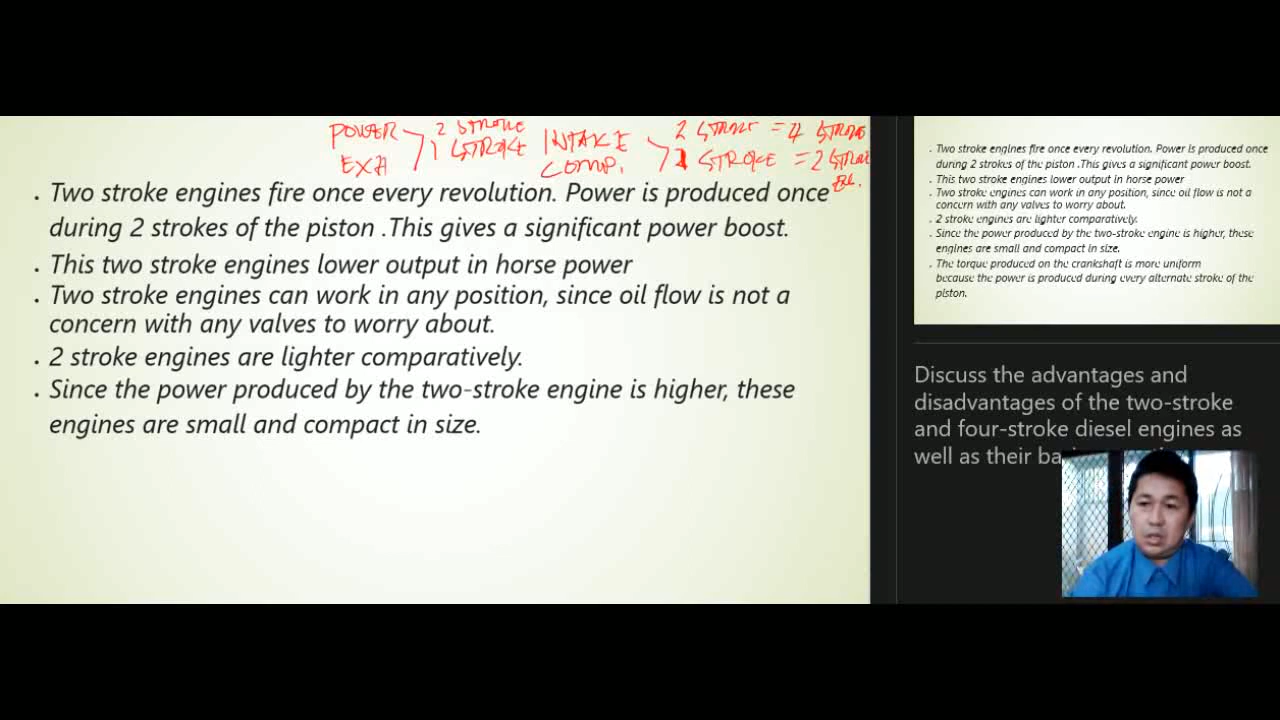 POWER 2 STROKE INTAKE 2 STROKE = 4 STROKE
EXH 1 STROKE COMP. 1 STROKE = 2 STROKE
. Two stroke engines fire once every revolution. Power is produced once
during 2 strokes of the piston .This gives a significant power boost.
. This two stroke engines lower output in horse power
. Two stroke engines can work in any position, since oil flow is not a
concern with any valves to worry about.
. 2 stroke engines are lighter comparatively.
. Since the power produced by the two-stroke engine is higher, these
engines are small and compact in size.
. Two stroke engines fire once every revolution. Power is produced once
during 2 strokes of the piston .This gives a significant power boost.
. This two stroke engines lower output in horse power
. Two stroke engines can work in any position, since oil flow is not a
concern with any valves to worry about.
. 2 stroke engines are lighter comparatively.
. Since the power produced by the two-stroke engine is higher, these
engines are small and compact in size.
. The torque produced on the crankshaft is more uniform
because the power is produced during every alternate stroke of the
piston.
Discuss the advantages and
disadvantages of the two-stroke
and four-stroke diesel engines as
well as their